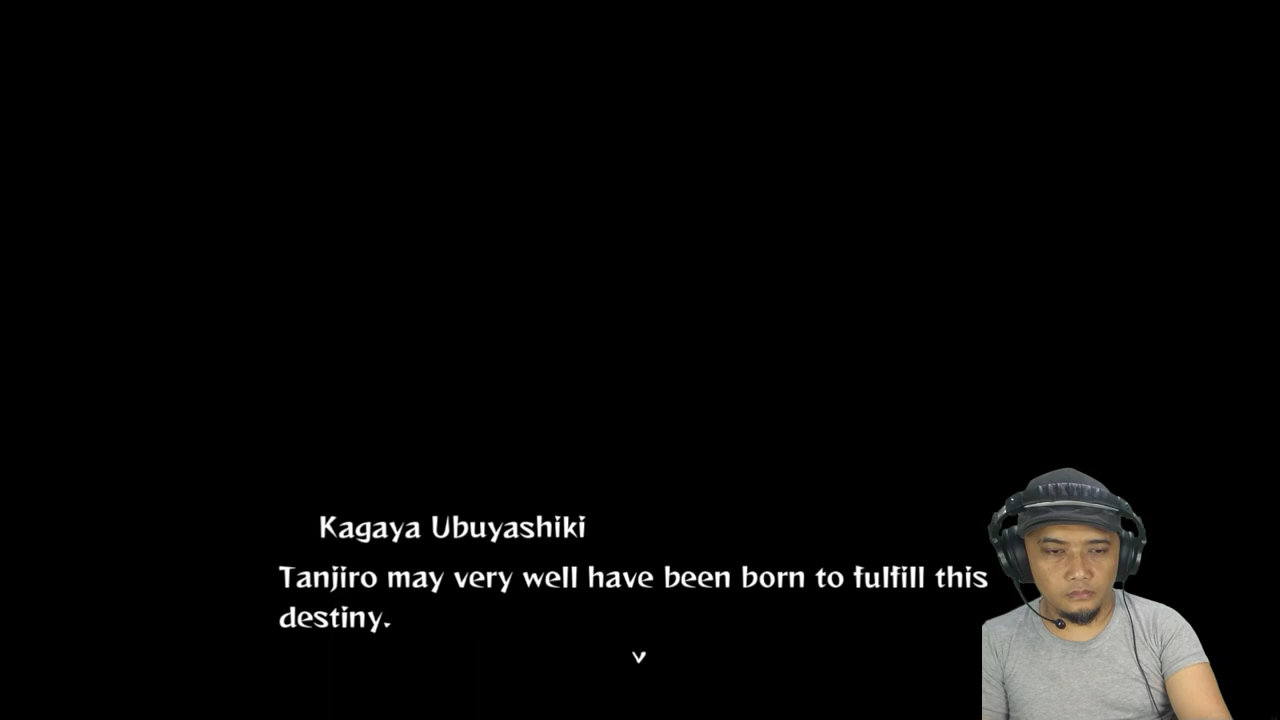 Kagaya Ubuyashiki
Tanjiro may very well have been born to fulfill this
destiny.